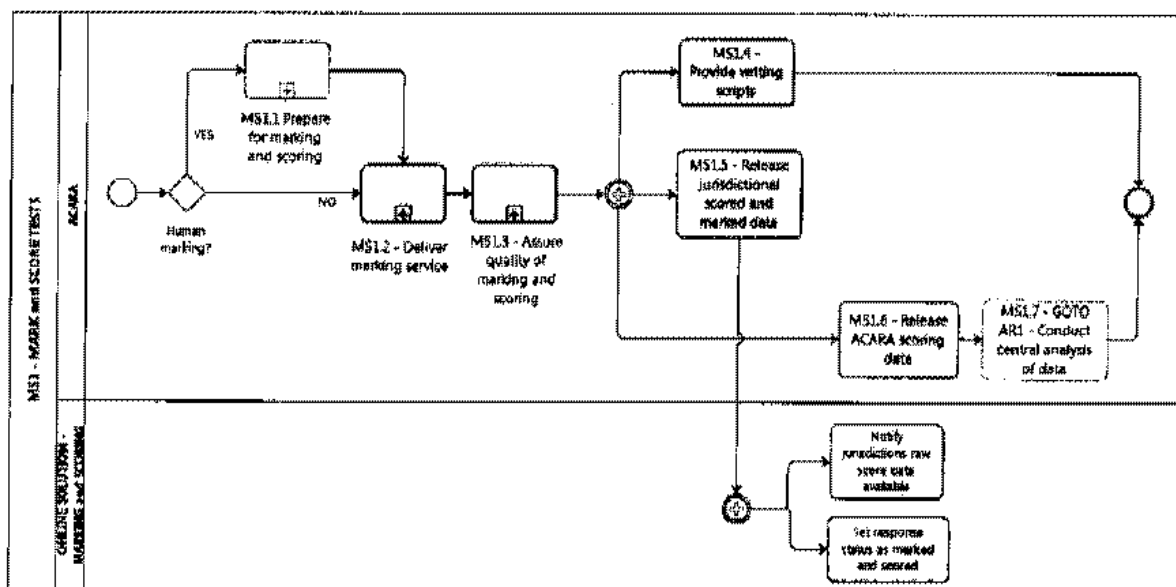 MS1 - MARK and SCORE TESTS
ACARA
YES
MS1.1 Prepare
for marking
and scoring
Human
marking?
NO
MS1.2 - Deliver
marking service
MS1.3 - Assure
quality of
marking and
scoring
MS1.4 -
Provide writing
scripts
MS1.5 - Release
jurisdictional
scored and
marked data
MS1.6 - Release
ACARA scoring
data
MS1.7 - GOTO
AR1 - Conduct
central analysis
of data
ONLINE SOLUTION -
MARKING and SCORING
Notify
jurisdictions raw
score data
available
Set response
status as marked
and scored